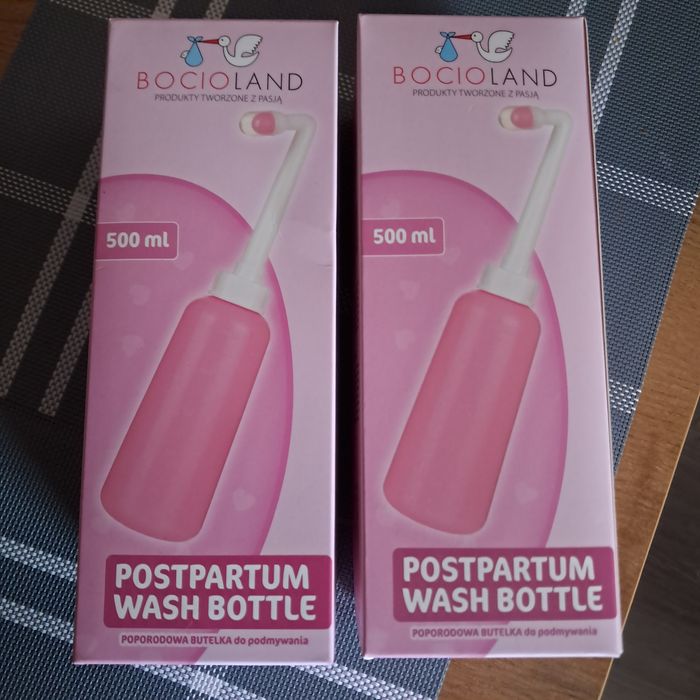 BOCIOLAND
PRODUKTY TWORZONE Z PASJĄ
500 ml
POSTPARTUM
WASH BOTTLE
POPORODOWA BUTELKA do podmywania
BOCIOLAND
PRODUKTY TWORZONE Z PASJĄ
500 ml
POSTPARTUM
WASH BOTTLE
POPORODOWA BUTELKA do podmywania